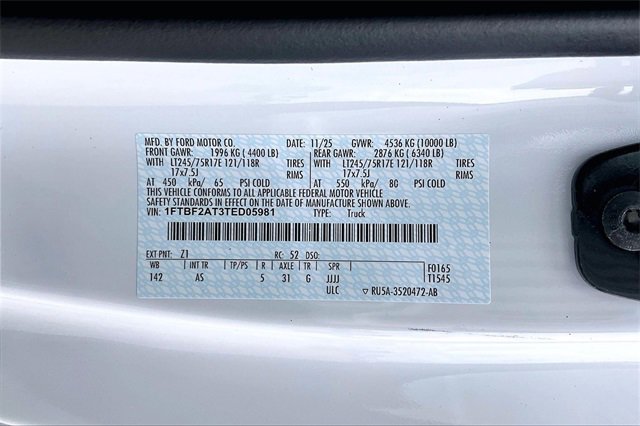 MFD. BY FORD MOTOR CO. DATE: 11/25 GVWR: 4536 KG (10000 LB)
FRONT GAWR: 1996 KG ( 4400 LB) REAR GAWR: 2876 KG ( 6340 LB)
WITH LT245/75R17E 121/118R TIRES WITH LT245/75R17E 121/118R TIRES
17x7.5J RIMS 17x7.5J RIMS
AT 450 kPa/ 65 PSI COLD AT 550 kPa/ 80 PSI COLD
THIS VEHICLE CONFORMS TO ALL APPLICABLE FEDERAL MOTOR VEHICLE
SAFETY STANDARDS IN EFFECT ON THE DATE OF MANUFACTURE SHOWN ABOVE.
VIN: 1FTBF2AT3TED05981 TYPE: Truck
EXT PNT: Z1 RC: 52 DSO:
WB INT TR TP/PS R AXLE TR SPR F0165
142 AS 5 31 G JJJJ T1545
ULC ▽ RU5A-3520472-AB